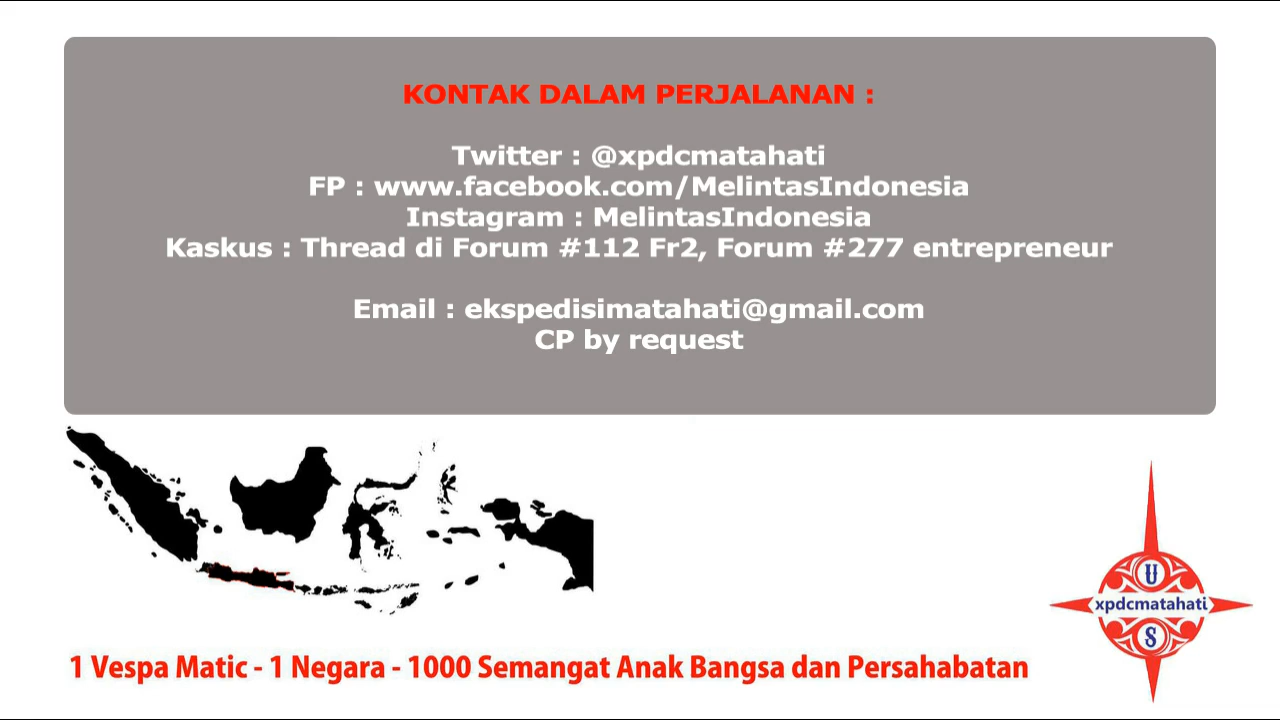 KONTAK DALAM PERJALANAN :
Twitter : @xpdcmatahati
FP : www.facebook.com/MelintasIndonesia
Instagram : MelintasIndonesia
Kaskus : Thread di Forum #112 Fr2, Forum #277 entrepreneur
Email : ekspedisimatahati@gmail.com
CP by request
U
xpdcmatahati
S
1 Vespa Matic - 1 Negara - 1000 Semangat Anak Bangsa dan Persahabatan